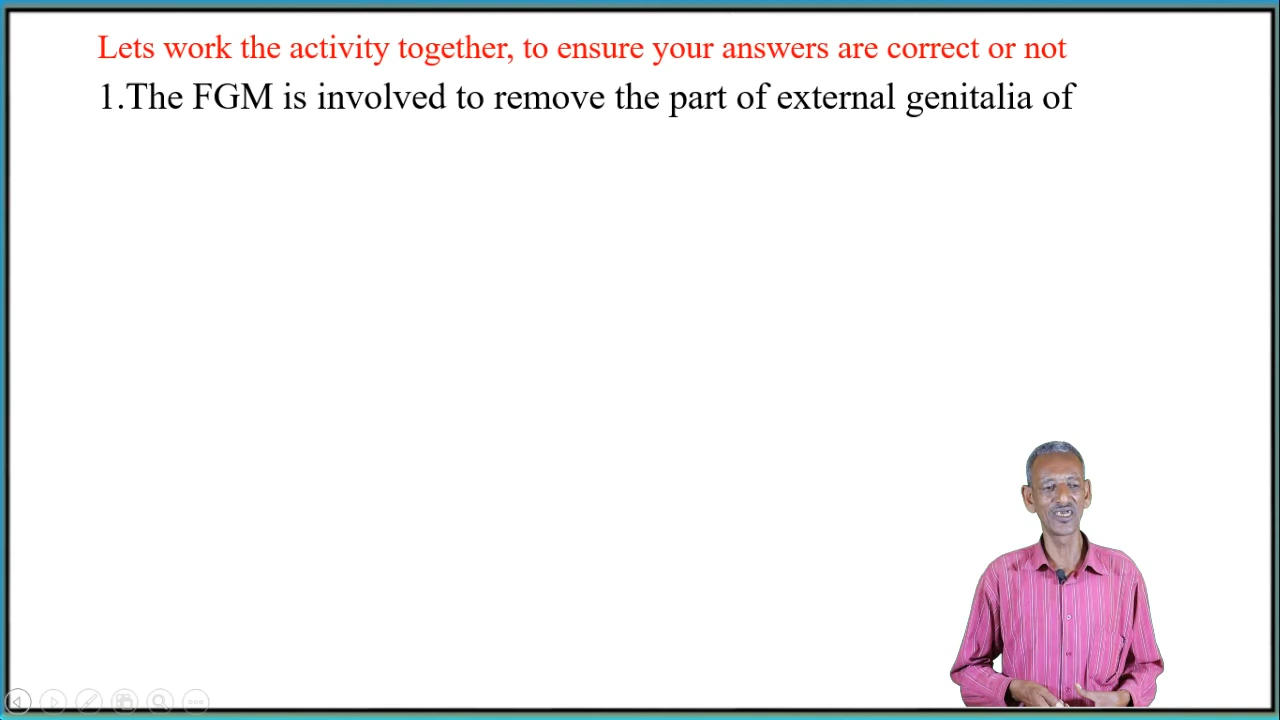 Lets work the activity together, to ensure your answers are correct or not
1.The FGM is involved to remove the part of external genitalia of